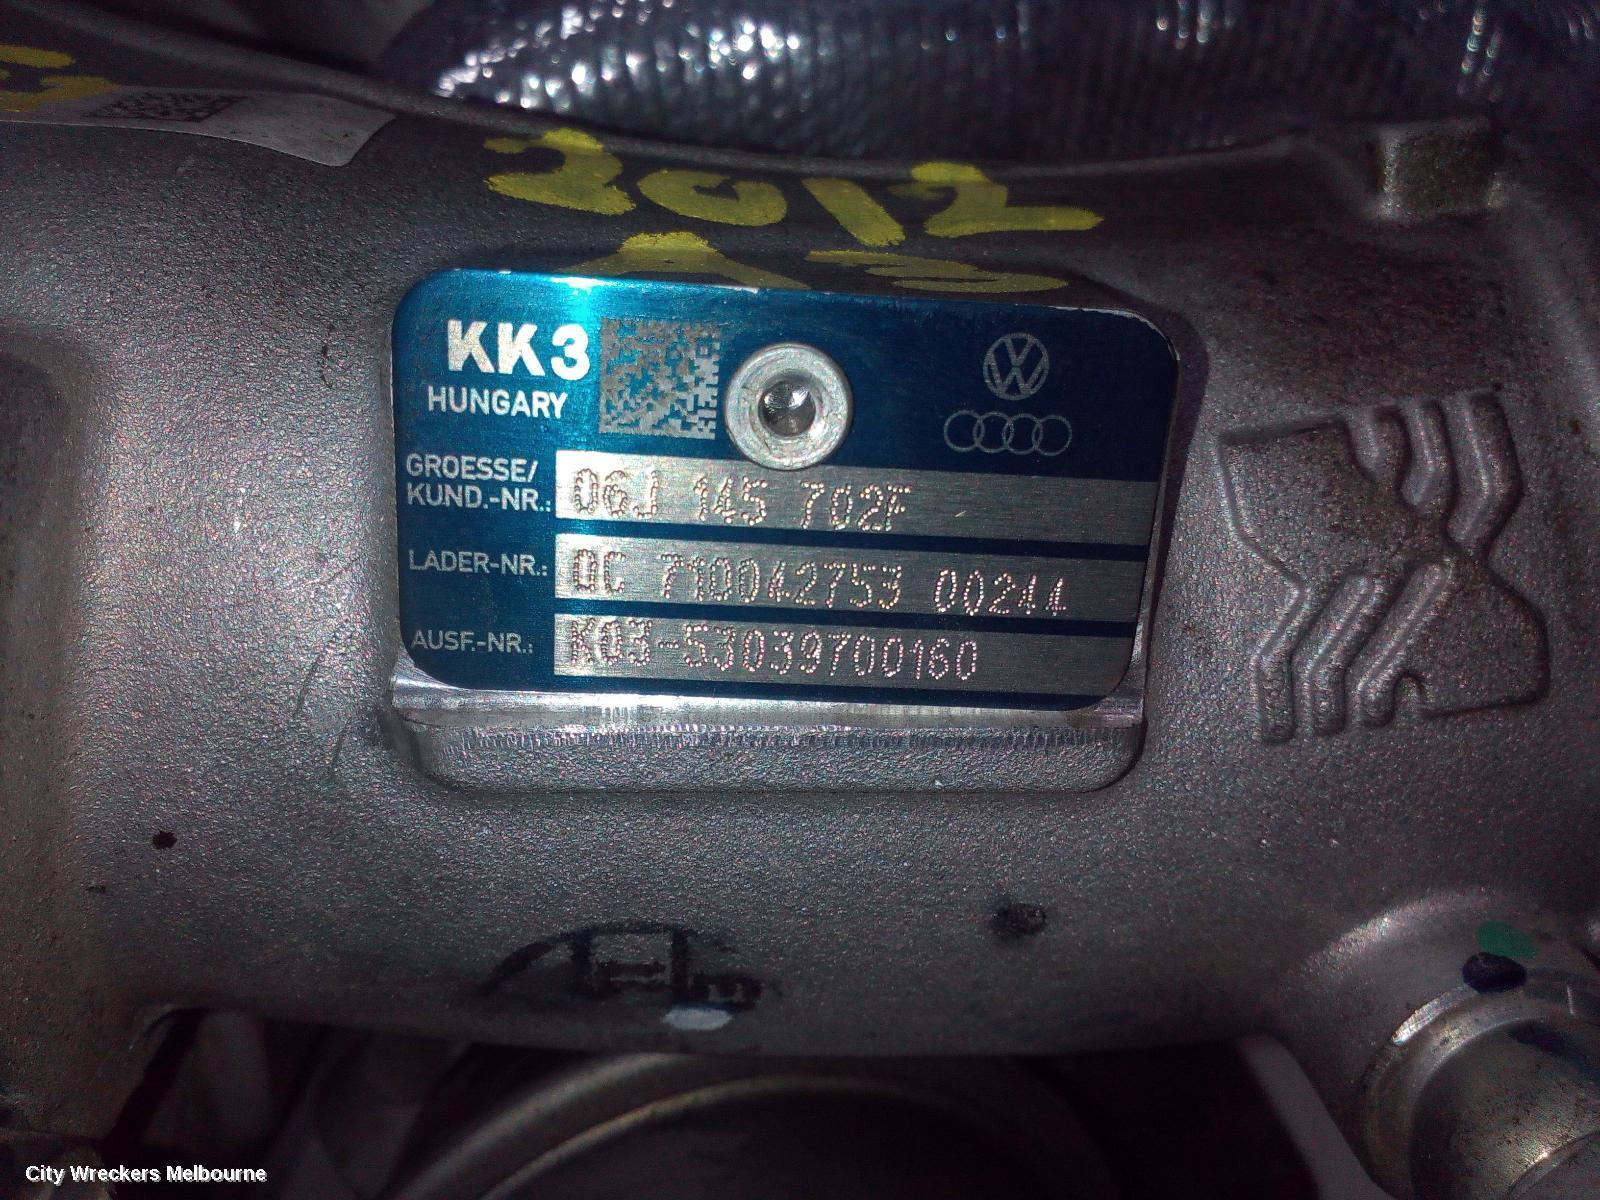 2012
A3
KK3
HUNGARY
GROESSE/
KUND.-NR.: 06J 145 702F
LADER-NR.: QC 710042753 00244
AUSF.-NR.: K03-53039700160
City Wreckers Melbourne